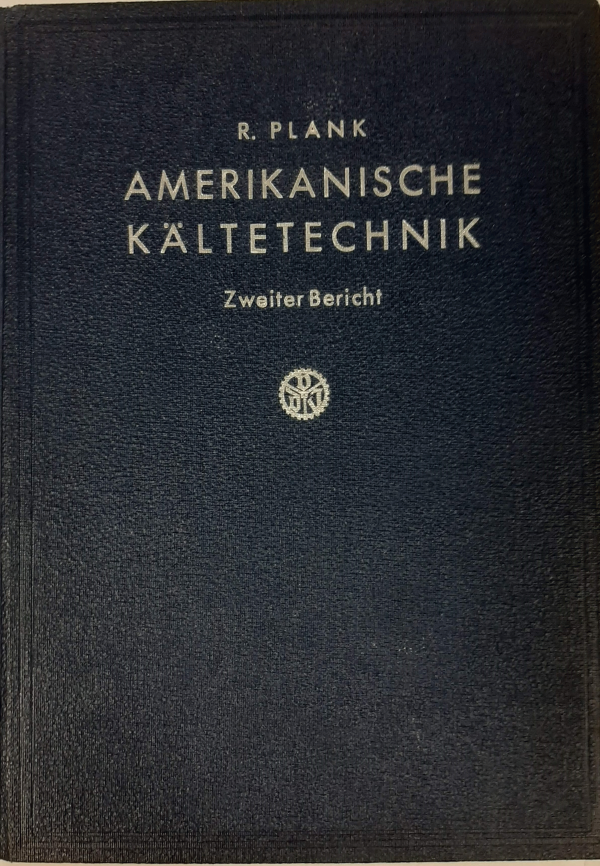 R. PLANK
AMERIKANISCHE
KÄLTETECHNIK
Zweiter Bericht